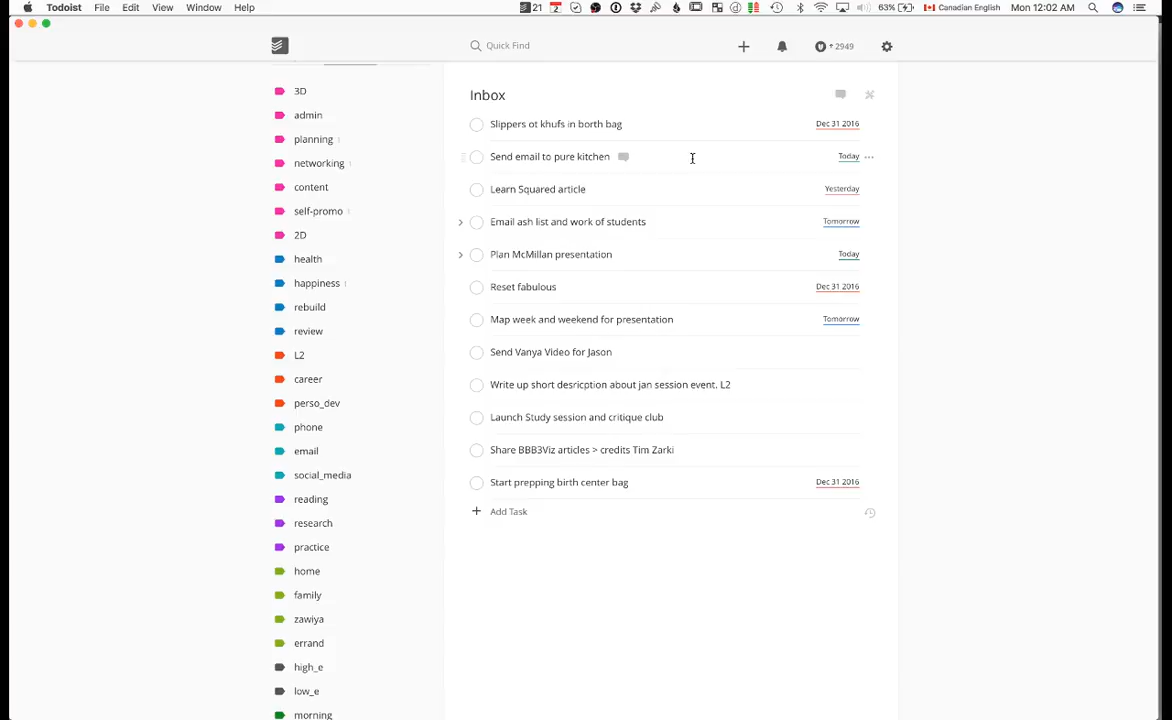 Todoist File Edit View Window Help 21 2 63% Canadian English Mon 12:02 AM
Quick Find
2949
3D
admin
planning 1
networking 1
content
self-promo 1
2D
health
happiness 1
rebuild
review
L2
career
perso_dev
phone
email
social_media
reading
research
practice
home
family
zawiya
errand
high_e
low_e
morning
Inbox
Slippers ot khufs in borth bag Dec 31 2016
Send email to pure kitchen Today
Learn Squared article Yesterday
Email ash list and work of students Tomorrow
Plan McMillan presentation Today
Reset fabulous Dec 31 2016
Map week and weekend for presentation Tomorrow
Send Vanya Video for Jason
Write up short desricption about jan session event. L2
Launch Study session and critique club
Share BBB3Viz articles > credits Tim Zarki
Start prepping birth center bag Dec 31 2016
+ Add Task